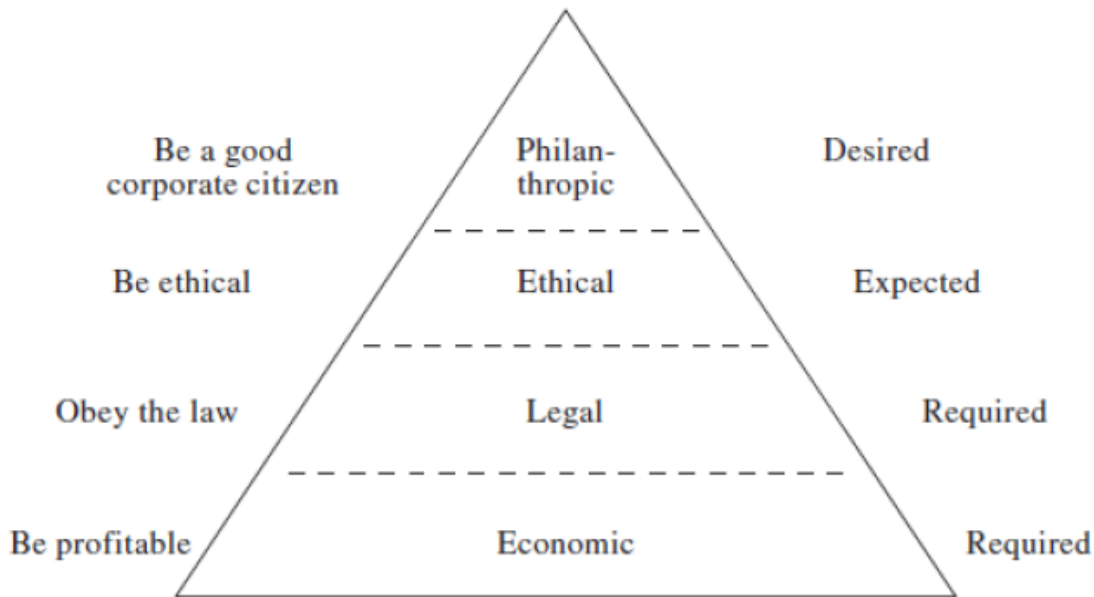 Be a good
corporate citizen
Philan-
thropic
Desired
Be ethical
Ethical
Expected
Obey the law
Legal
Required
Be profitable
Economic
Required